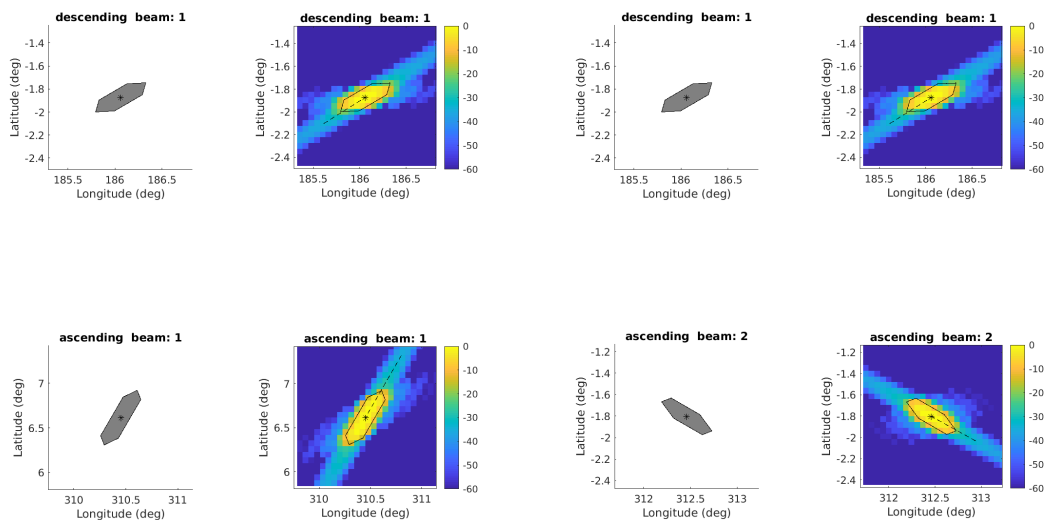 descending beam: 1
-1.4
-1.6
-1.8
-2
-2.2
-2.4
Latitude (deg)
185.5 186 186.5
Longitude (deg)
descending beam: 1
-1.4
-1.6
-1.8
-2
-2.2
-2.4
Latitude (deg)
185.5 186 186.5
Longitude (deg)
0
-10
-20
-30
-40
-50
-60
descending beam: 1
-1.4
-1.6
-1.8
-2
-2.2
-2.4
Latitude (deg)
185.5 186 186.5
Longitude (deg)
descending beam: 1
-1.4
-1.6
-1.8
-2
-2.2
-2.4
Latitude (deg)
185.5 186 186.5
Longitude (deg)
0
-10
-20
-30
-40
-50
-60
ascending beam: 1
7
6.5
6
Latitude (deg)
310 310.5 311
Longitude (deg)
ascending beam: 1
7
6.5
6
Latitude (deg)
310 310.5 311
Longitude (deg)
0
-10
-20
-30
-40
-50
-60
ascending beam: 2
-1.2
-1.4
-1.6
-1.8
-2
-2.2
-2.4
Latitude (deg)
312 312.5 313
Longitude (deg)
ascending beam: 2
-1.2
-1.4
-1.6
-1.8
-2
-2.2
-2.4
Latitude (deg)
312 312.5 313
Longitude (deg)
0
-10
-20
-30
-40
-50
-60